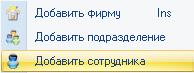 Добавить фирму Ins
Добавить подразделение
Добавить сотрудника